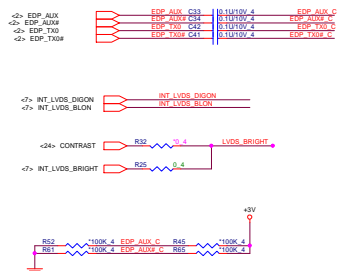 <2> EDP_AUX EDP_AUX C33 0.1U/10V_4 EDP_AUX_C
<2> EDP_AUX# EDP_AUX# C34 0.1U/10V_4 EDP_AUX#_C
<2> EDP_TX0 EDP_TX0 C42 0.1U/10V_4 EDP_TX0_C
<2> EDP_TX0# EDP_TX0# C41 0.1U/10V_4 EDP_TX0#_C
<7> INT_LVDS_DIGON INT_LVDS_DIGON
<7> INT_LVDS_BLON INT_LVDS_BLON
<24> CONTRAST R32 *0_4 LVDS_BRIGHT
<7> INT_LVDS_BRIGHT R25 0_4
+3V
R52 *100K_4 EDP_AUX_C R45 *100K_4
R61 *100K_4 EDP_AUX#_C R65 *100K_4